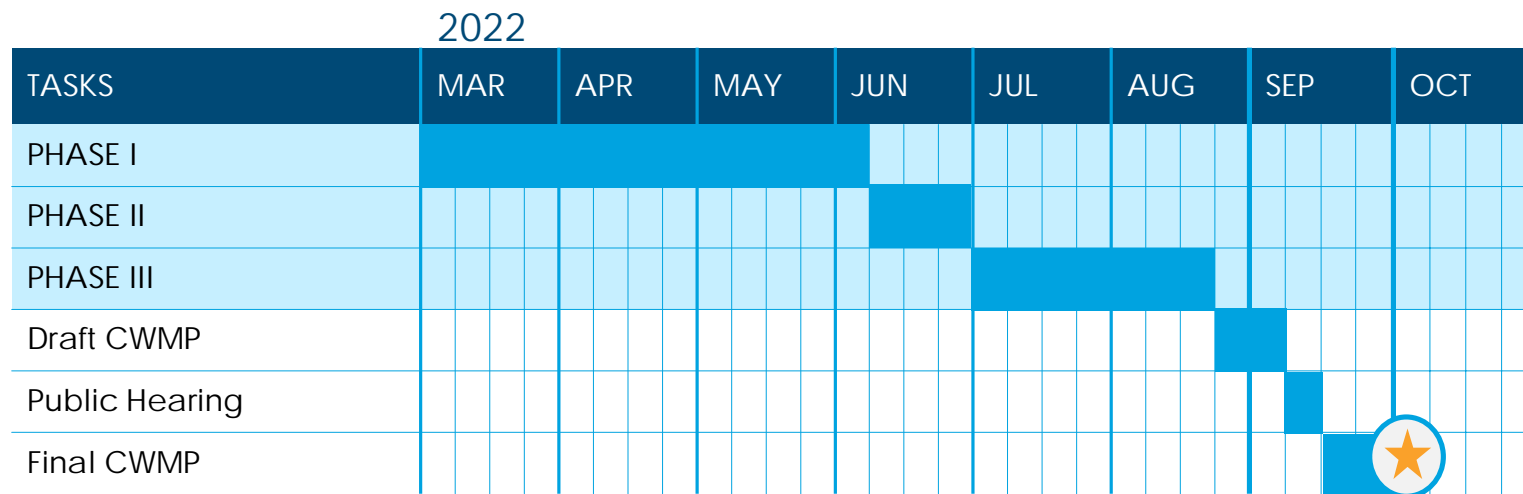 2022
TASKS MAR APR MAY JUN JUL AUG SEP OCT
PHASE I
PHASE II
PHASE III
Draft CWMP
Public Hearing
Final CWMP